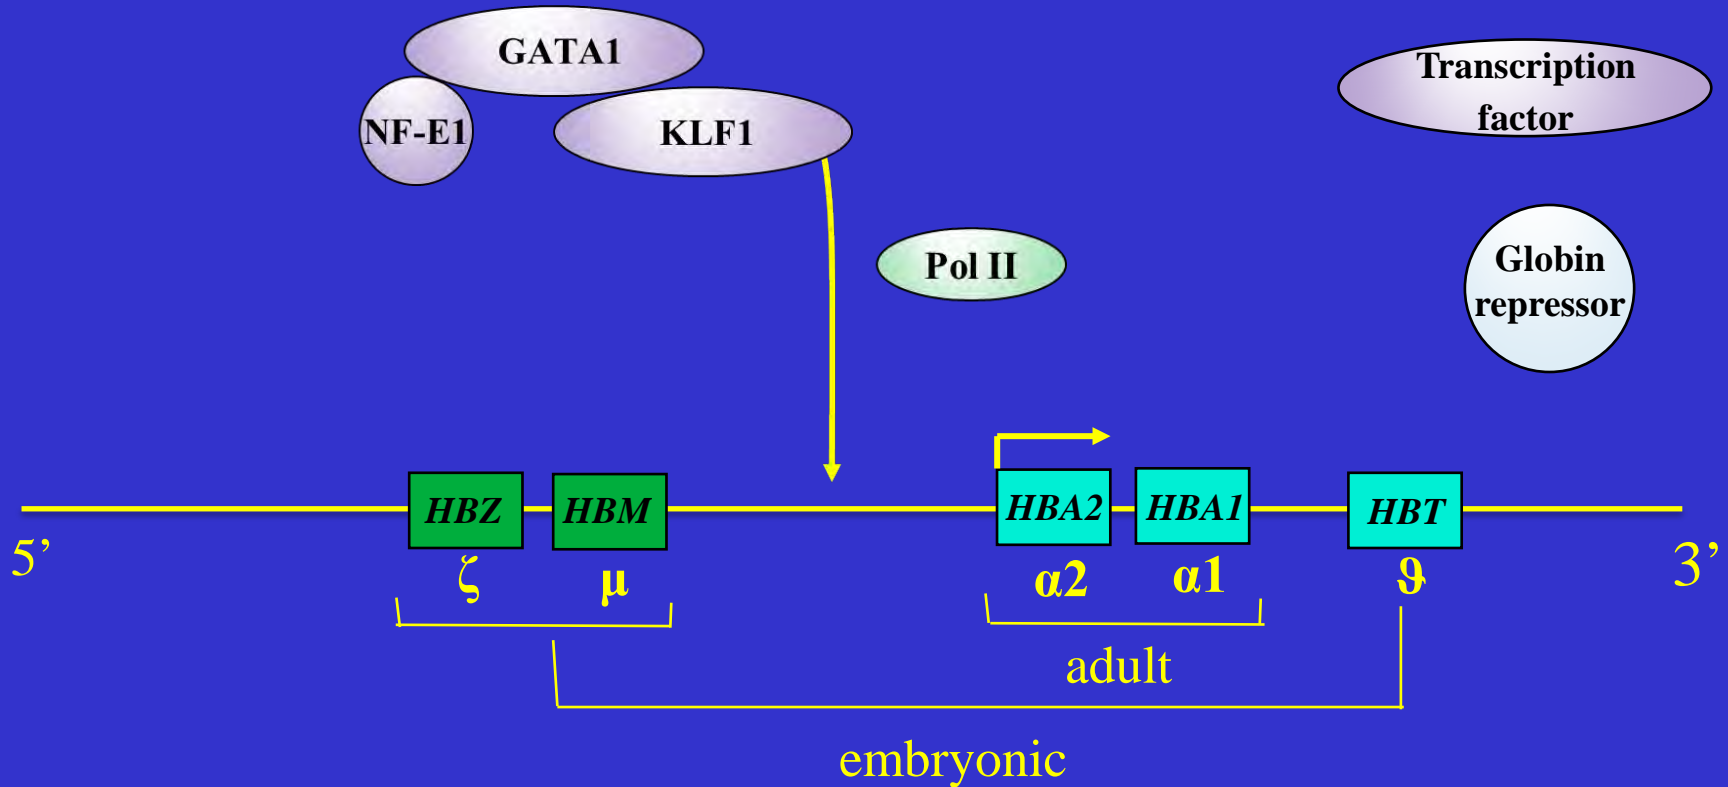 GATA1
NF-E1
KLF1
Transcription
factor
Pol II
Globin
repressor
HBZ
HBM
HBA2
HBA1
HBT
5’
3’
ζ
μ
α2
α1
ϑ
adult
embryonic